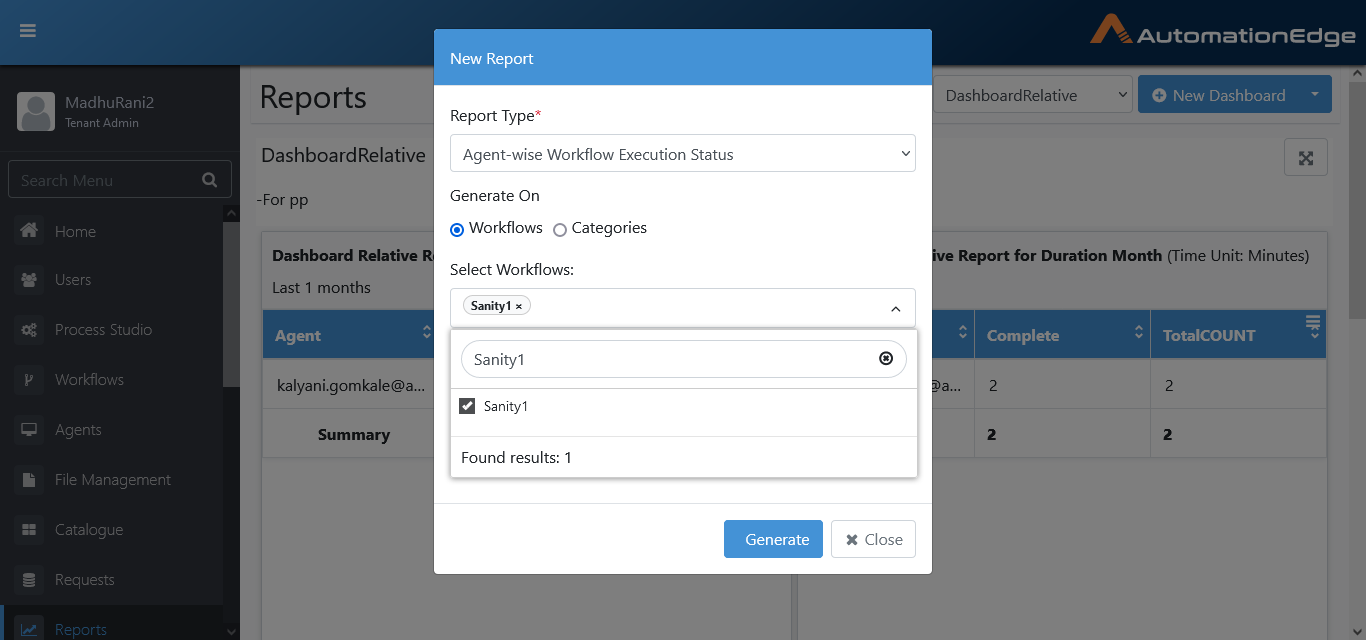 AutomationEdge
MadhuRani2
Tenant Admin
Search Menu
Home
Users
Process Studio
Workflows
Agents
File Management
Catalogue
Requests
Reports
Reports
DashboardRelative
New Dashboard
DashboardRelative
-For pp
Dashboard Relative R
ive Report for Duration Month (Time Unit: Minutes)
Last 1 months
Agent
Complete
TotalCOUNT
kalyani.gomkale@a...
@a...
2
2
Summary
2
2
New Report
Report Type*
Agent-wise Workflow Execution Status
Generate On
Workflows
Categories
Select Workflows:
Sanity1 ×
Sanity1
Sanity1
Found results: 1
Generate
Close